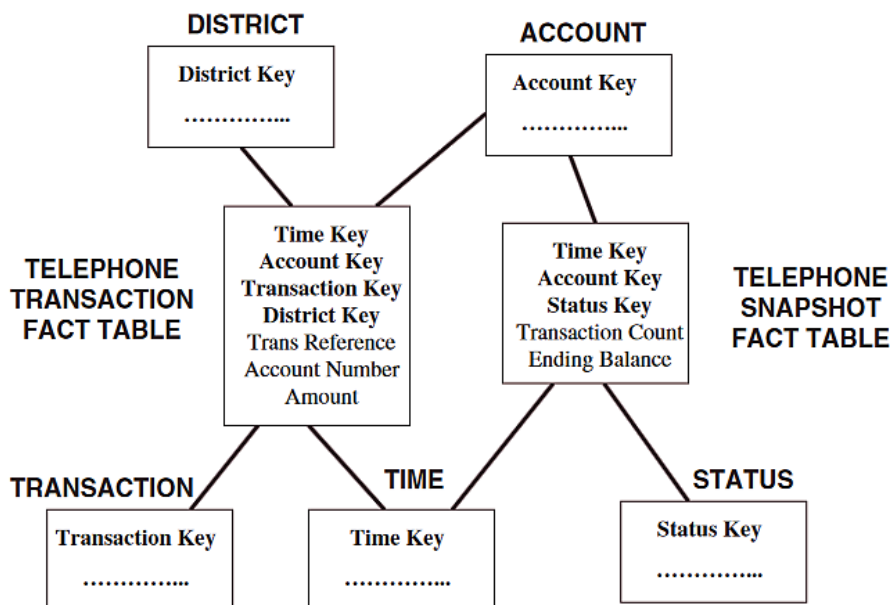 DISTRICT
District Key
…………...
ACCOUNT
Account Key
…………...
TELEPHONE
TRANSACTION
FACT TABLE
Time Key
Account Key
Transaction Key
District Key
Trans Reference
Account Number
Amount
Time Key
Account Key
Status Key
Transaction Count
Ending Balance
TELEPHONE
SNAPSHOT
FACT TABLE
TRANSACTION
Transaction Key
…………...
TIME
Time Key
…………...
STATUS
Status Key
…………...